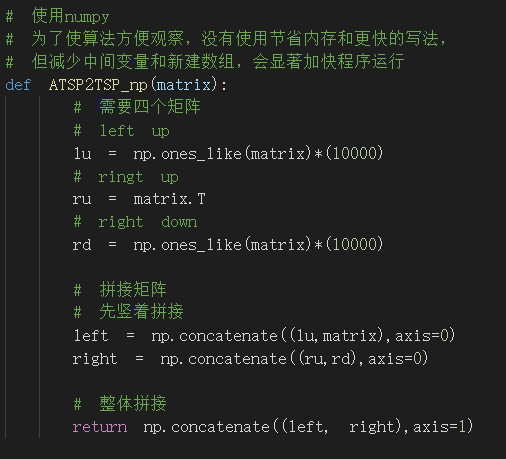 # 使用numpy
# 为了使算法方便观察，没有使用节省内存和更快的写法，
# 但减少中间变量和新建数组，会显著加快程序运行
def ATSP2TSP_np(matrix):
# 需要四个矩阵
# left up
lu = np.ones_like(matrix)*(10000)
# ringt up
ru = matrix.T
# right down
rd = np.ones_like(matrix)*(10000)
# 拼接矩阵
# 先竖着拼接
left = np.concatenate((lu,matrix),axis=0)
right = np.concatenate((ru,rd),axis=0)
# 整体拼接
return np.concatenate((left, right),axis=1)